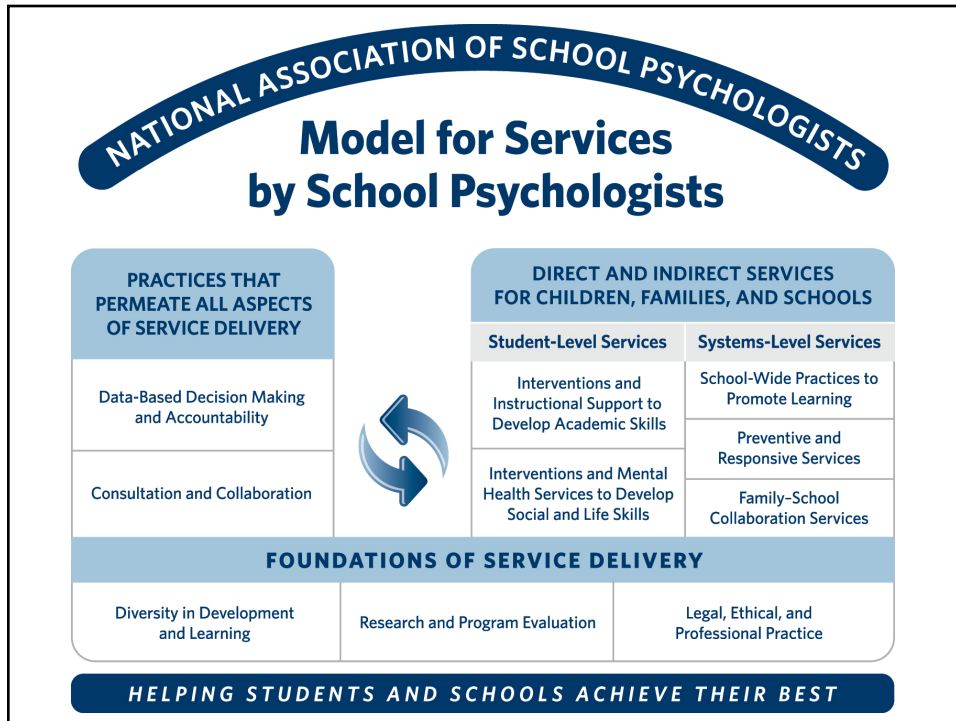 NATIONAL ASSOCIATION OF SCHOOL PSYCHOLOGISTS
Model for Services
by School Psychologists
PRACTICES THAT
PERMEATE ALL ASPECTS
OF SERVICE DELIVERY
Data-Based Decision Making
and Accountability
Consultation and Collaboration
DIRECT AND INDIRECT SERVICES
FOR CHILDREN, FAMILIES, AND SCHOOLS
Student-Level Services
Interventions and
Instructional Support to
Develop Academic Skills
Interventions and Mental
Health Services to Develop
Social and Life Skills
Systems-Level Services
School-Wide Practices to
Promote Learning
Preventive and
Responsive Services
Family–School
Collaboration Services
FOUNDATIONS OF SERVICE DELIVERY
Diversity in Development
and Learning
Research and Program Evaluation
Legal, Ethical, and
Professional Practice
HELPING STUDENTS AND SCHOOLS ACHIEVE THEIR BEST